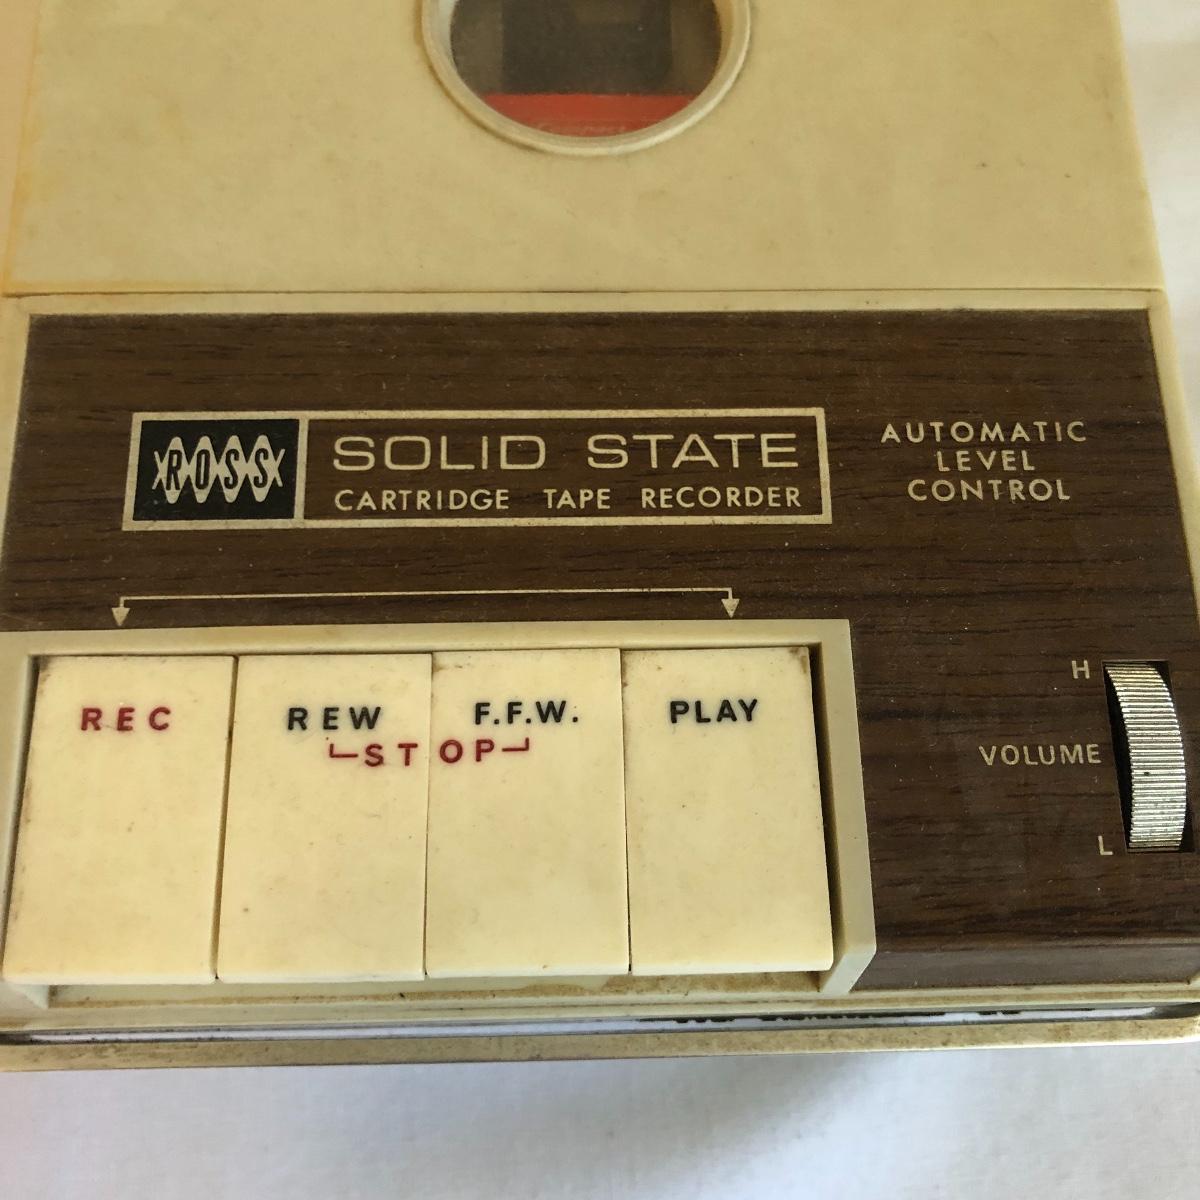 ROSS
SOLID STATE
CARTRIDGE TAPE RECORDER
AUTOMATIC
LEVEL
CONTROL
REC
REW
F.F.W.
PLAY
STOP
H
VOLUME
L